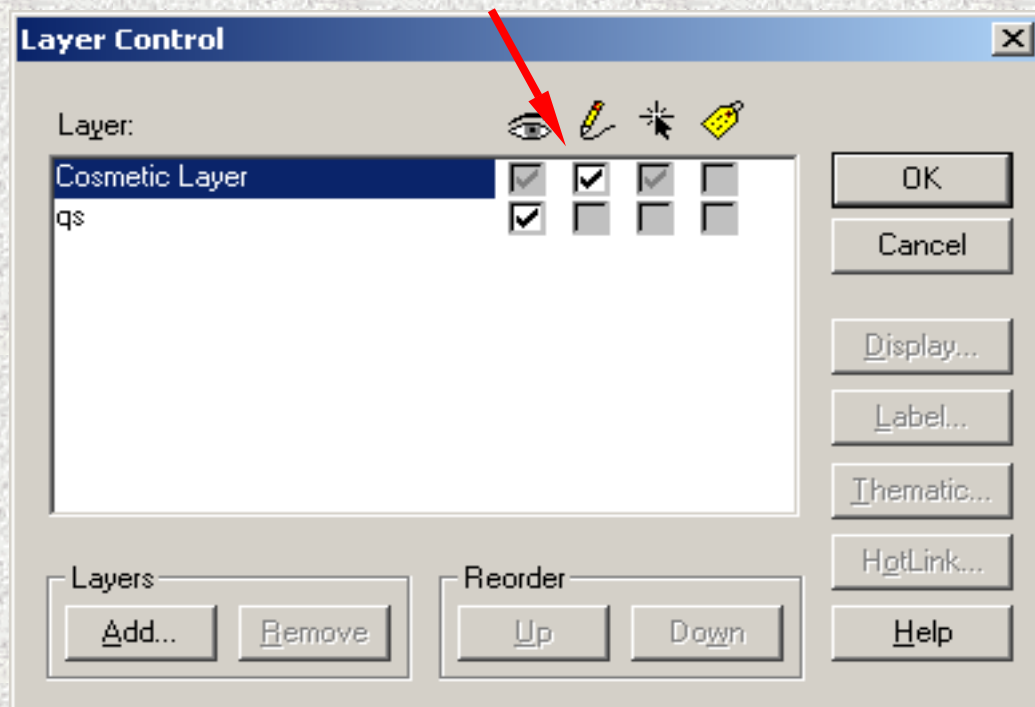 Layer Control
Layer:
Cosmetic Layer
qs
OK
Cancel
Display...
Label...
Thematic...
HotLink...
Layers
Reorder
Add...
Remove
Up
Down
Help